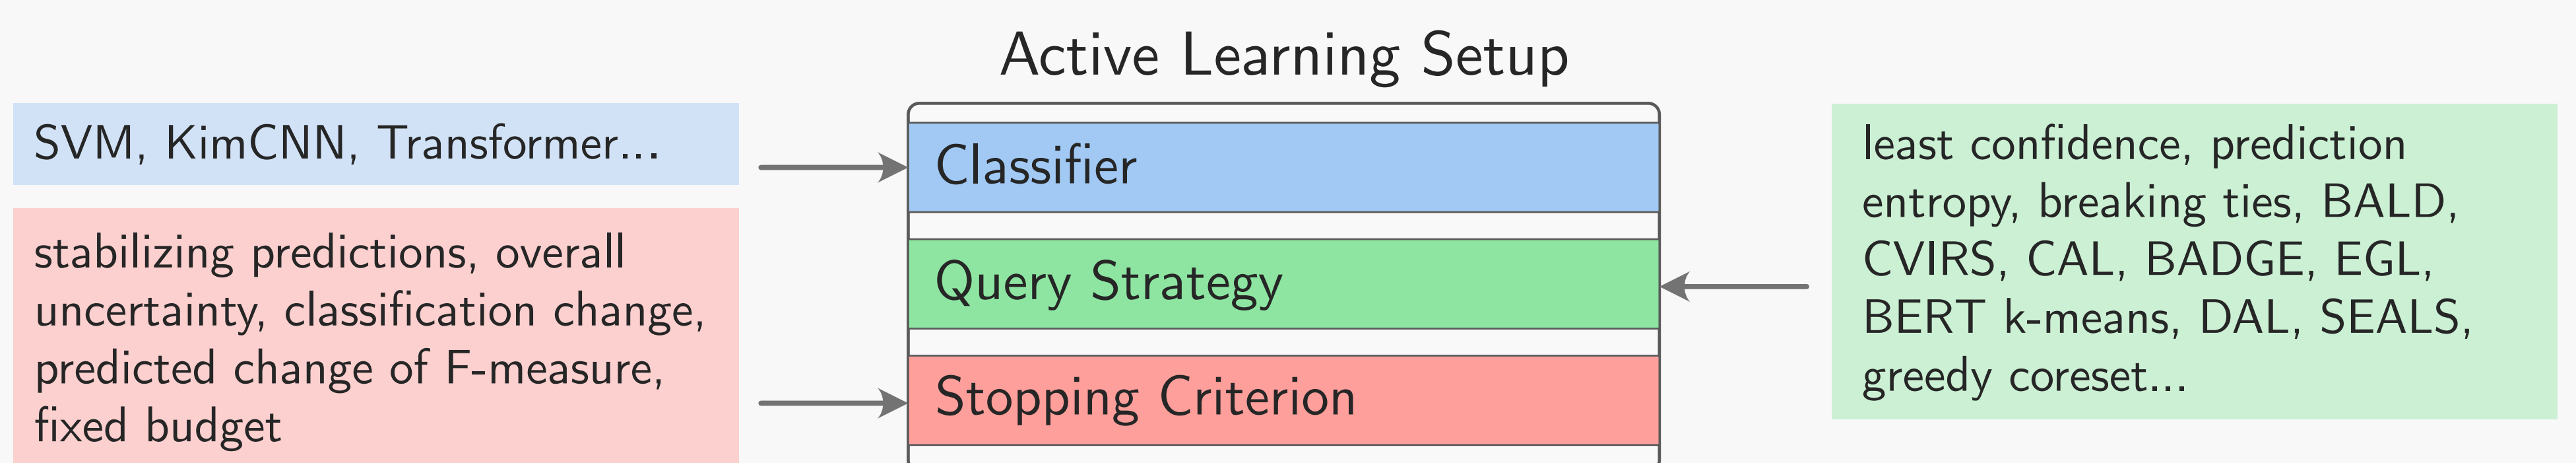 Active Learning Setup
SVM, KimCNN, Transformer...
stabilizing predictions, overall
uncertainty, classification change,
predicted change of F-measure,
fixed budget
Classifier
Query Strategy
Stopping Criterion
least confidence, prediction
entropy, breaking ties, BALD,
CVIRS, CAL, BADGE, EGL,
BERT k-means, DAL, SEALS,
greedy coreset...